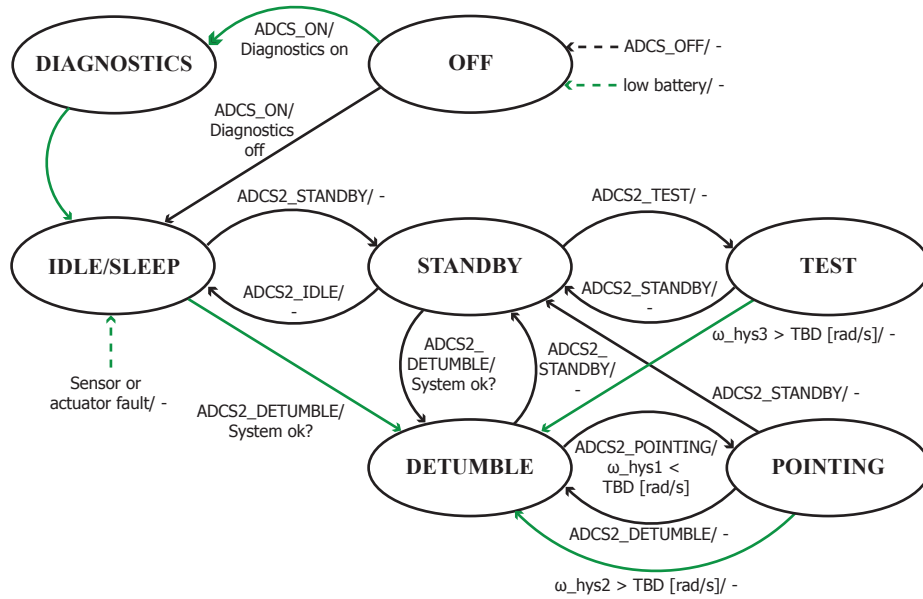 ADCS_ON/
Diagnostics on
DIAGNOSTICS
OFF
ADCS_OFF/ -
low battery/ -
ADCS_ON/
Diagnostics
off
ADCS2_STANDBY/ -
ADCS2_TEST/ -
IDLE/SLEEP
STANDBY
TEST
ADCS2_IDLE/
-
ADCS2_STANDBY/
-
ω_hys3 > TBD [rad/s]/ -
ADCS2_
DETUMBLE/
System ok?
ADCS2_
STANDBY/
-
Sensor or
actuator fault/ -
ADCS2_DETUMBLE/
System ok?
ADCS2_STANDBY/ -
DETUMBLE
ADCS2_POINTING/
ω_hys1 <
TBD [rad/s]
POINTING
ADCS2_DETUMBLE/ -
ω_hys2 > TBD [rad/s]/ -